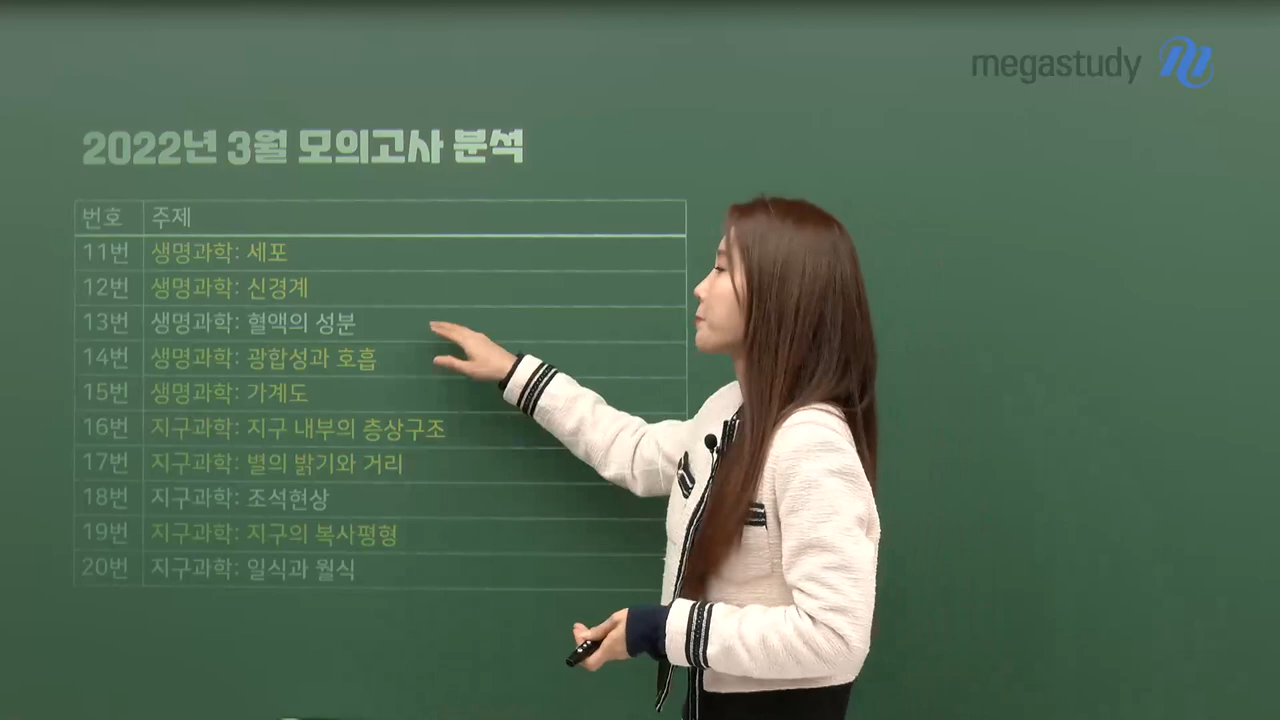 megastudy
2022년 3월 모의고사 분석
번호 주제
11번 생명과학: 세포
12번 생명과학: 신경계
13번 생명과학: 혈액의 성분
14번 생명과학: 광합성과 호흡
15번 생명과학: 가계도
16번 지구과학: 지구 내부의 층상구조
17번 지구과학: 별의 밝기와 거리
18번 지구과학: 조석현상
19번 지구과학: 지구의 복사평형
20번 지구과학: 일식과 월식